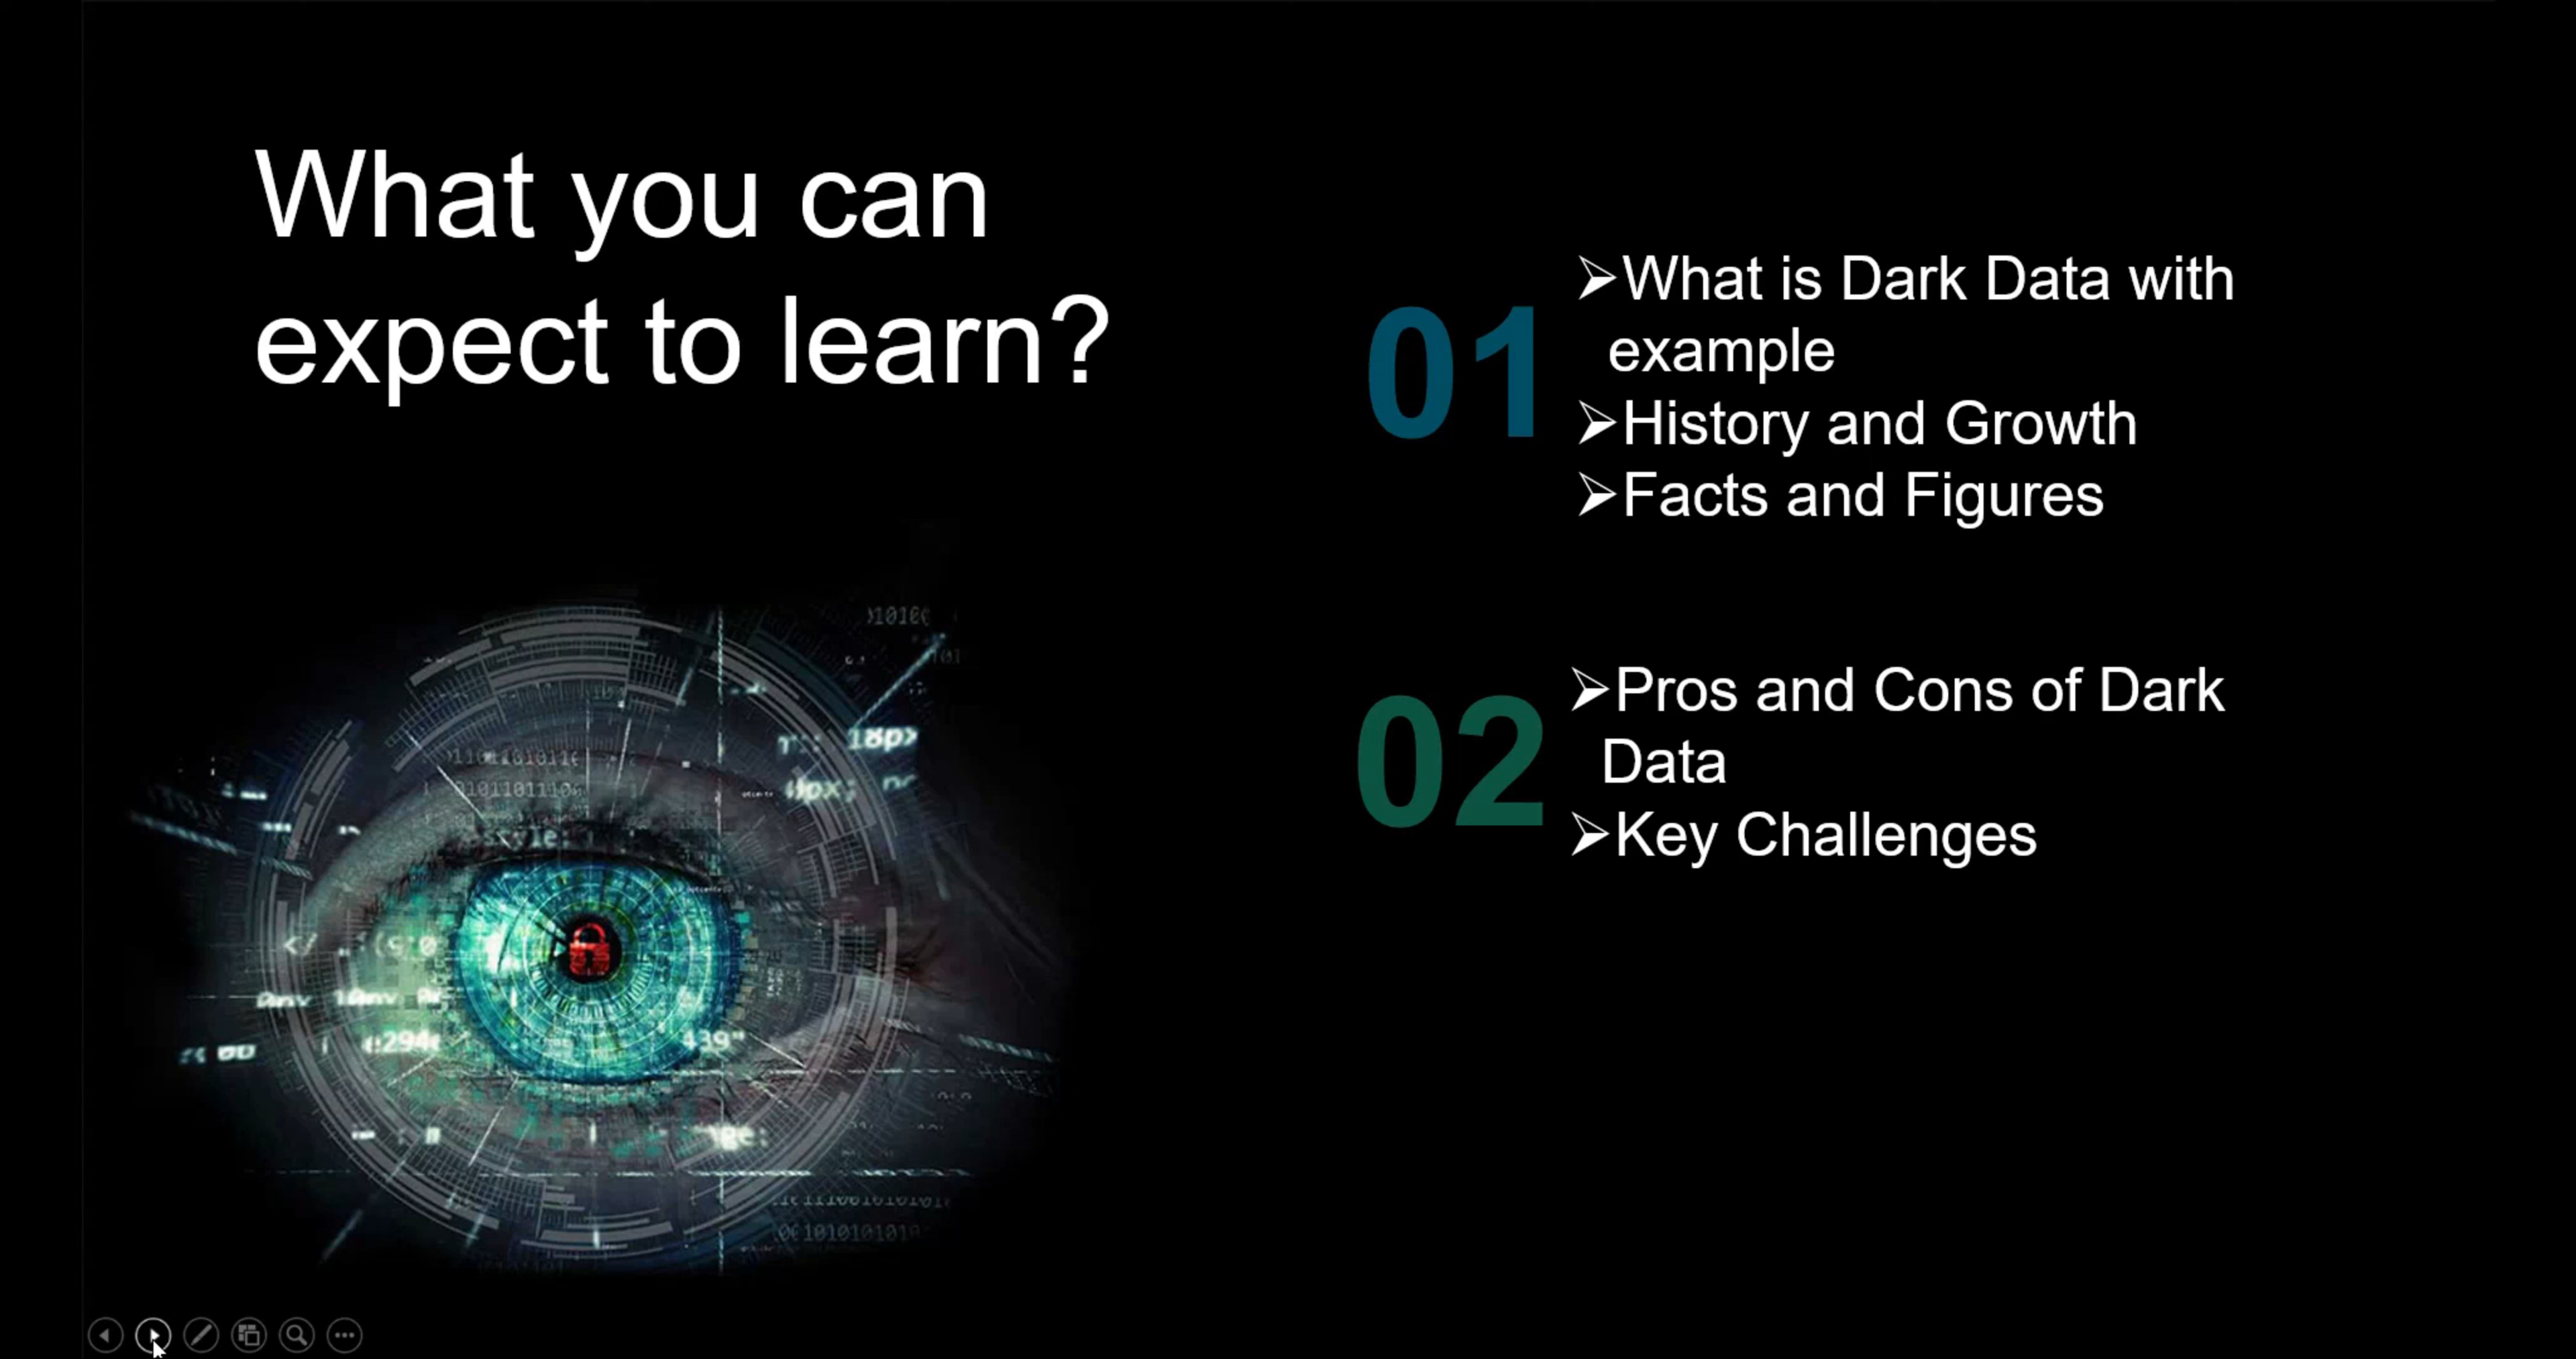 What you can
expect to learn?
01
➢What is Dark Data with
example
➢History and Growth
➢Facts and Figures
02
➢Pros and Cons of Dark
Data
➢Key Challenges